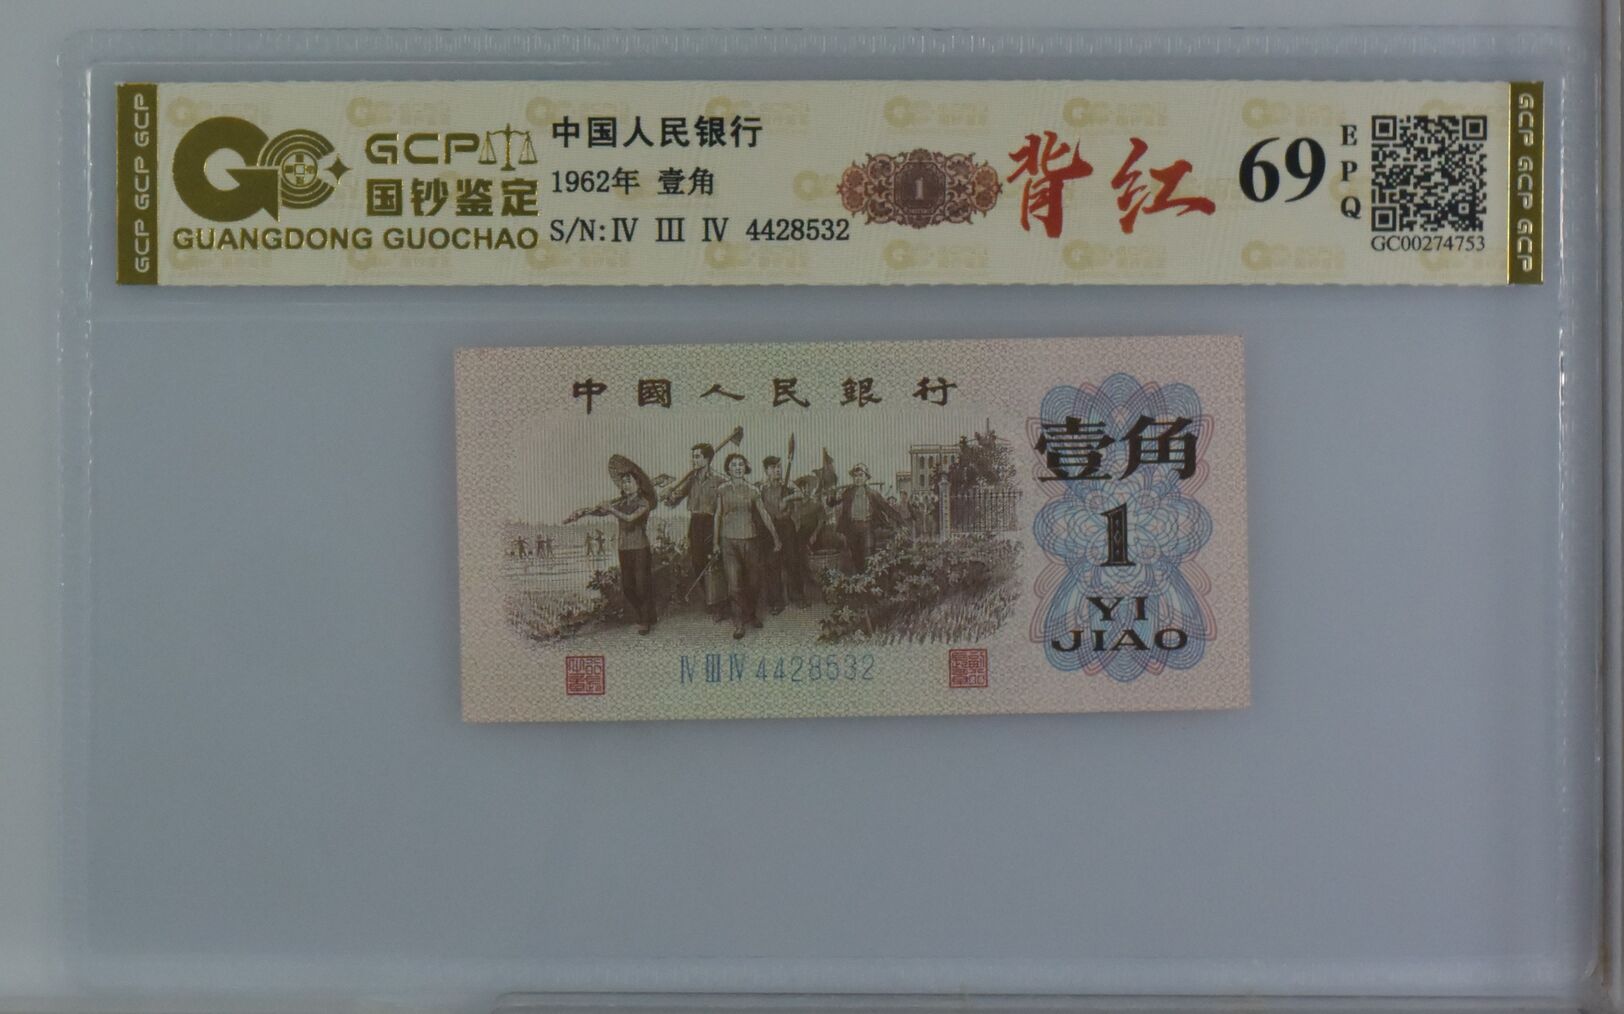 GCP GCP GCP
GCP
国钞鉴定
GUANGDONG GUOCHAO
中国人民银行
1962年 壹角
S/N:Ⅳ Ⅲ Ⅳ 4428532
1
背红
69
EPQ
GC00274753
GCP GCP GCP
中國人民銀行
壹角
1
YI
JIAO
Ⅳ Ⅲ Ⅳ 4428532